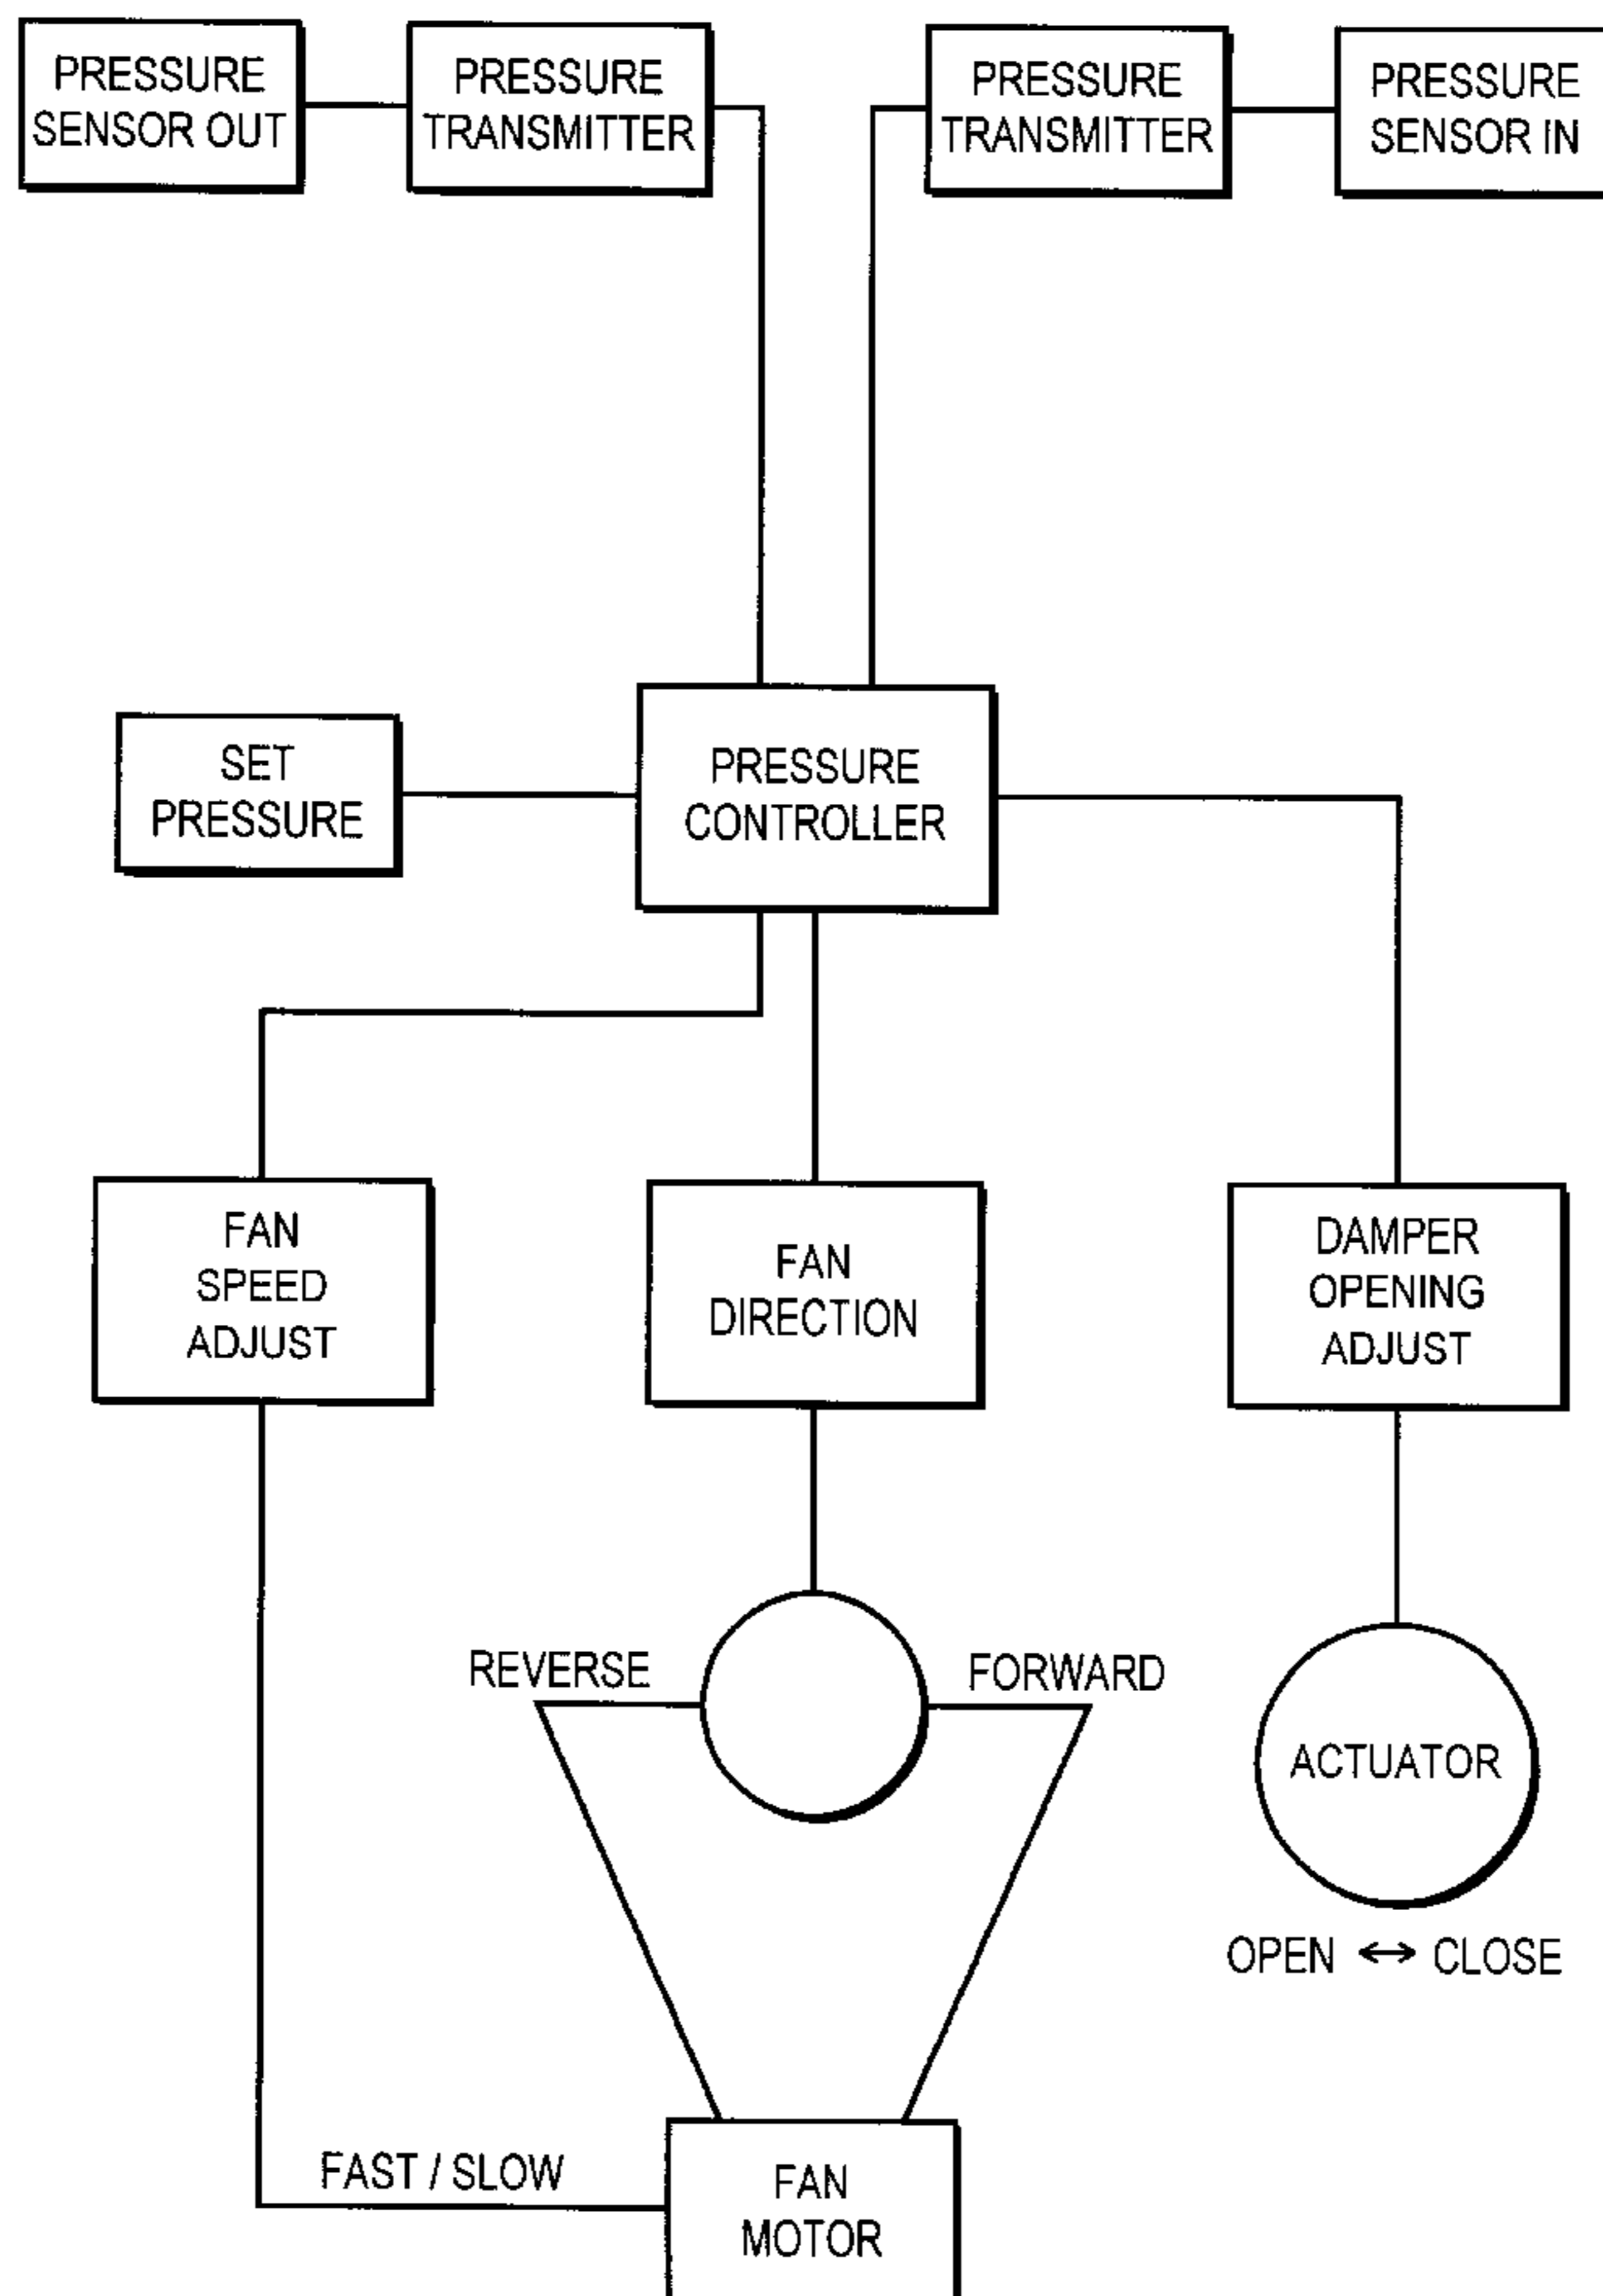 PRESSURE
SENSOR OUT
PRESSURE
TRANSMITTER
PRESSURE
TRANSMITTER
PRESSURE
SENSOR IN
SET
PRESSURE
PRESSURE
CONTROLLER
FAN
SPEED
ADJUST
FAN
DIRECTION
DAMPER
OPENING
ADJUST
REVERSE
FORWARD
ACTUATOR
OPEN ↔ CLOSE
FAST / SLOW
FAN
MOTOR